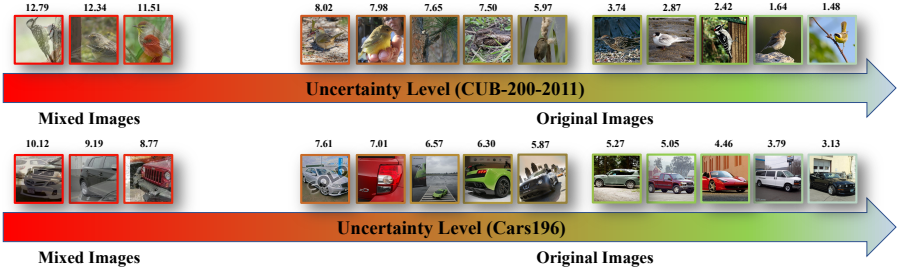 12.79 12.34 11.51 8.02 7.98 7.65 7.50 5.97 3.74 2.87 2.42 1.64 1.48
Uncertainty Level (CUB-200-2011)
Mixed Images Original Images
10.12 9.19 8.77 7.61 7.01 6.57 6.30 5.87 5.27 5.05 4.46 3.79 3.13
Uncertainty Level (Cars196)
Mixed Images Original Images